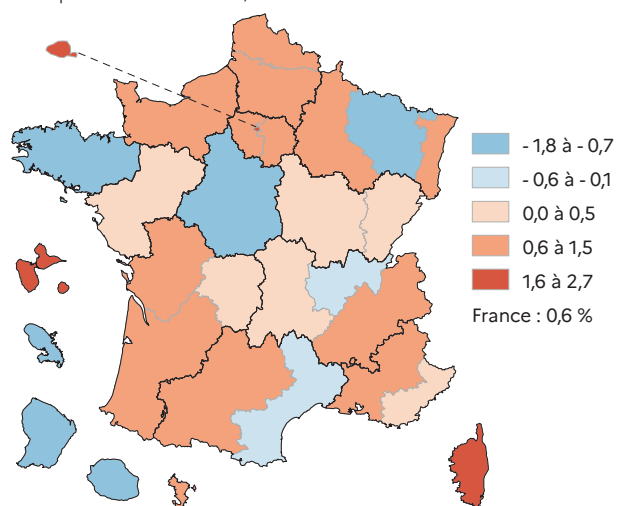 - 1,8 à - 0,7
- 0,6 à - 0,1
0,0 à 0,5
0,6 à 1,5
1,6 à 2,7
France : 0,6 %